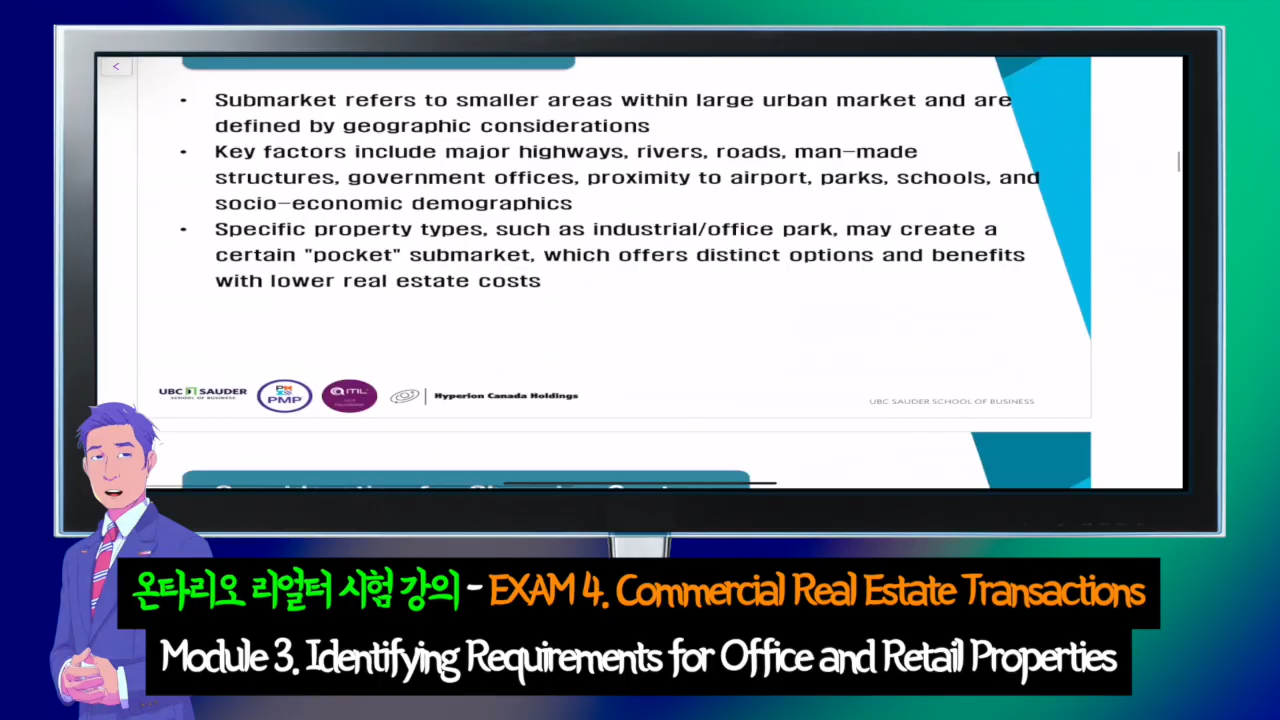 <
• Submarket refers to smaller areas within large urban market and are
defined by geographic considerations
• Key factors include major highways, rivers, roads, man-made
structures, government offices, proximity to airport, parks, schools, and
socio-economic demographics
• Specific property types, such as industrial/office park, may create a
certain "pocket" submarket, which offers distinct options and benefits
with lower real estate costs
UBC SAUDER
SCHOOL OF BUSINESS
PMP
ITIL
Hyperion Canada Holdings
UBC SAUDER SCHOOL OF BUSINESS
온타리오 리얼터 시험 강의 - EXAM 4. Commercial Real Estate Transactions
Module 3. Identifying Requirements for Office and Retail Properties